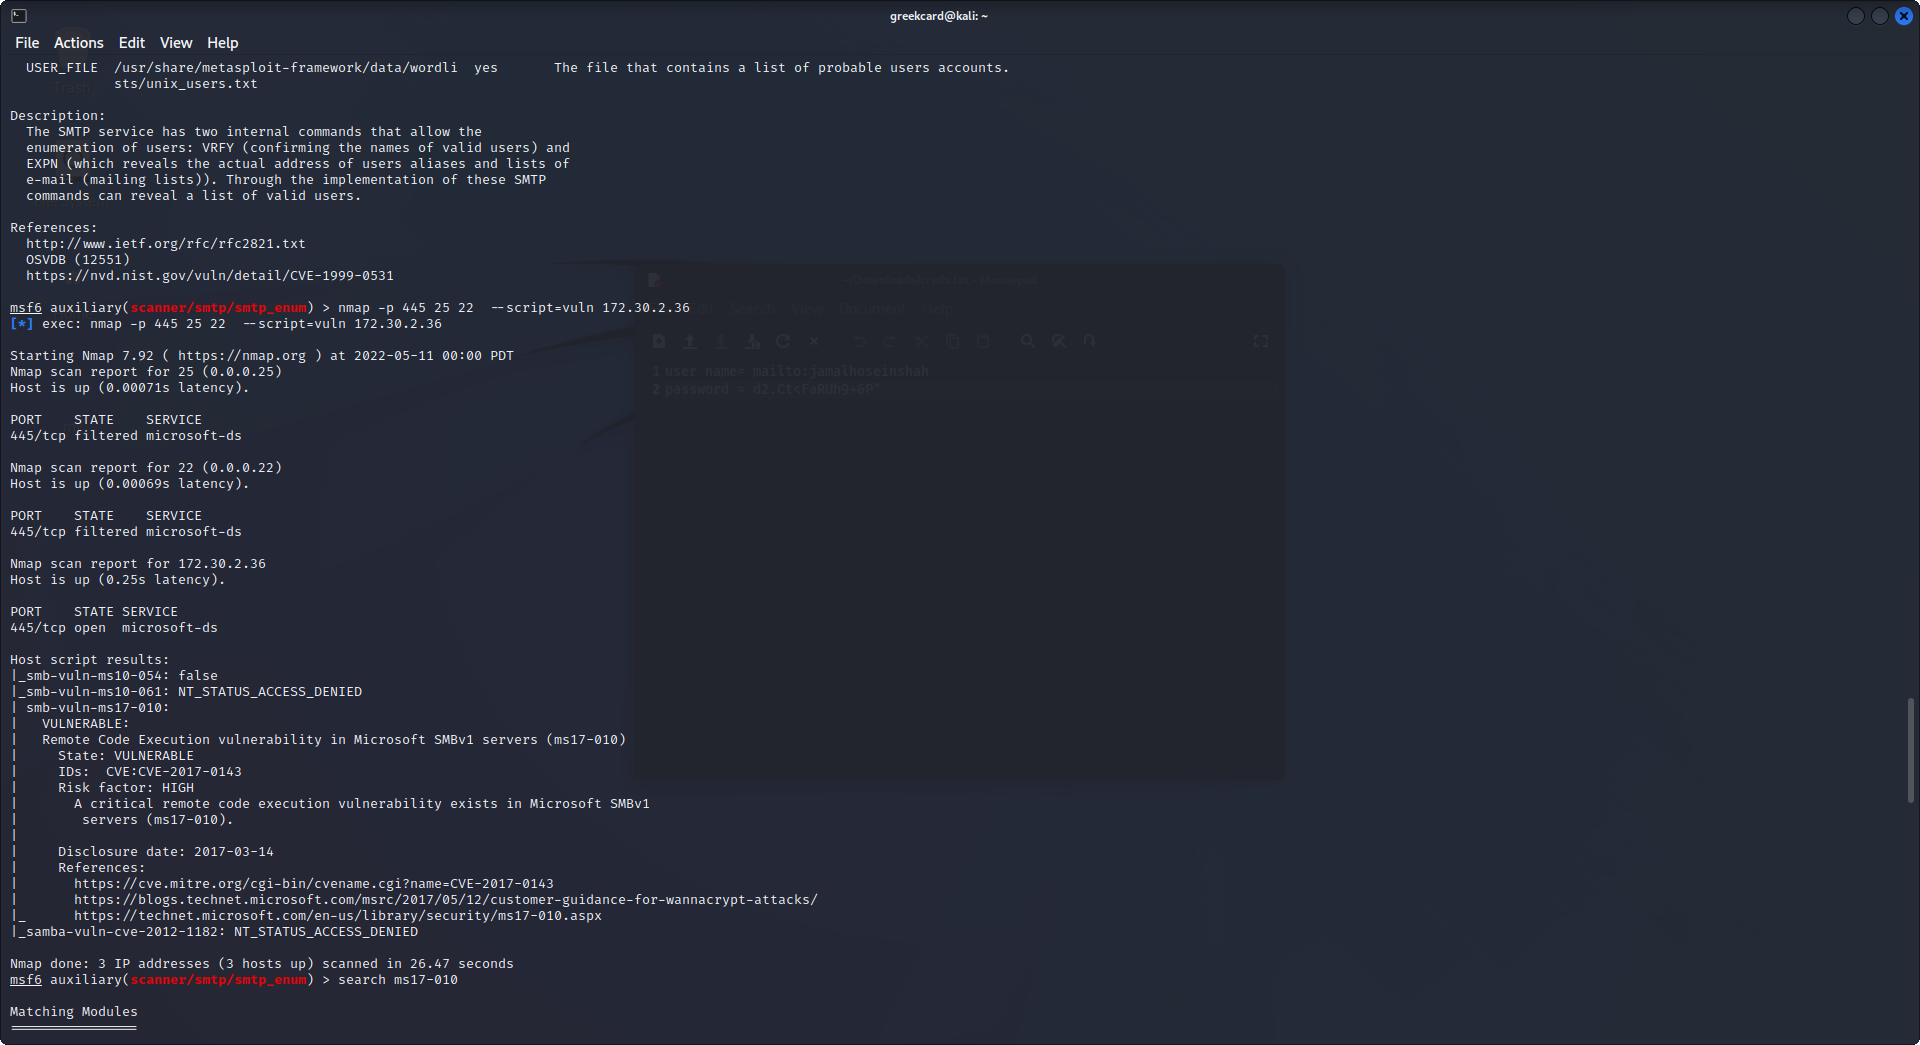 greekcard@kali: ~
File Actions Edit View Help
USER_FILE /usr/share/metasploit-framework/data/wordli yes The file that contains a list of probable users accounts.
sts/unix_users.txt
Description:
The SMTP service has two internal commands that allow the
enumeration of users: VRFY (confirming the names of valid users) and
EXPN (which reveals the actual address of users aliases and lists of
e-mail (mailing lists)). Through the implementation of these SMTP
commands can reveal a list of valid users.
References:
http://www.ietf.org/rfc/rfc2821.txt
OSVDB (12551)
https://nvd.nist.gov/vuln/detail/CVE-1999-0531
msf6 auxiliary(scanner/smtp/smtp_enum) > nmap -p 445 25 22 --script=vuln 172.30.2.36
[*] exec: nmap -p 445 25 22 --script=vuln 172.30.2.36
Starting Nmap 7.92 ( https://nmap.org ) at 2022-05-11 00:00 PDT
Nmap scan report for 25 (0.0.0.25)
Host is up (0.00071s latency).
PORT STATE SERVICE
445/tcp filtered microsoft-ds
Nmap scan report for 22 (0.0.0.22)
Host is up (0.00069s latency).
PORT STATE SERVICE
445/tcp filtered microsoft-ds
Nmap scan report for 172.30.2.36
Host is up (0.25s latency).
PORT STATE SERVICE
445/tcp open microsoft-ds
Host script results:
|_smb-vuln-ms10-054: false
|_smb-vuln-ms10-061: NT_STATUS_ACCESS_DENIED
| smb-vuln-ms17-010:
| VULNERABLE:
| Remote Code Execution vulnerability in Microsoft SMBv1 servers (ms17-010)
| State: VULNERABLE
| IDs: CVE:CVE-2017-0143
| Risk factor: HIGH
| A critical remote code execution vulnerability exists in Microsoft SMBv1
| servers (ms17-010).
|
| Disclosure date: 2017-03-14
| References:
| https://cve.mitre.org/cgi-bin/cvename.cgi?name=CVE-2017-0143
| https://blogs.technet.microsoft.com/msrc/2017/05/12/customer-guidance-for-wannacrypt-attacks/
|_ https://technet.microsoft.com/en-us/library/security/ms17-010.aspx
|_samba-vuln-cve-2012-1182: NT_STATUS_ACCESS_DENIED
Nmap done: 3 IP addresses (3 hosts up) scanned in 26.47 seconds
msf6 auxiliary(scanner/smtp/smtp_enum) > search ms17-010
Matching Modules
================
Search View Document Help
1 user name= mailto:jamalhoseinshah
2 password =